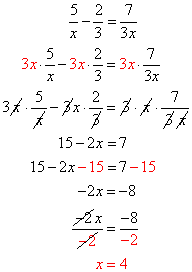 5/x − 2/3 = 7/3x
3x · 5/x − 3x · 2/3 = 3x · 7/3x
3x · 5/x − 3x · 2/3 = 3 · x · 7/3x
15 − 2x = 7
15 − 2x − 15 = 7 − 15
−2x = −8
−2x/−2 = −8/−2
x = 4